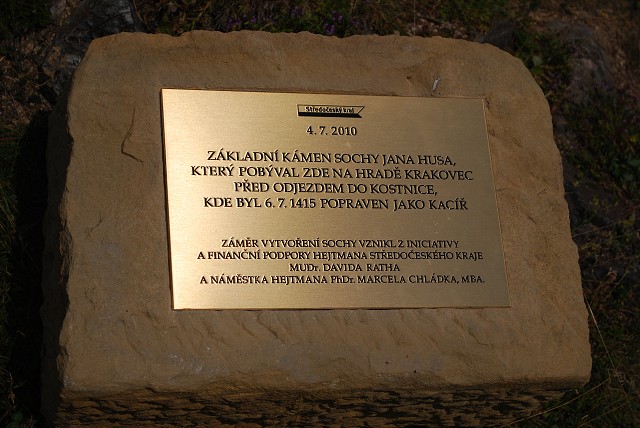 Středočeský kraj
4. 7. 2010
ZÁKLADNÍ KÁMEN SOCHY JANA HUSA,
KTERÝ POBÝVAL ZDE NA HRADĚ KRAKOVEC
PŘED ODJEZDEM DO KOSTNICE,
KDE BYL 6. 7. 1415 POPRAVEN JAKO KACÍŘ
ZÁMĚR VYTVOŘENÍ SOCHY VZNIKL Z INICIATIVY
A FINANČNÍ PODPORY HEJTMANA STŘEDOČESKÉHO KRAJE
MUDr. DAVIDA RATHA
A NÁMĚSTKA HEJTMANA PhDr. MARCELA CHLÁDKA, MBA.